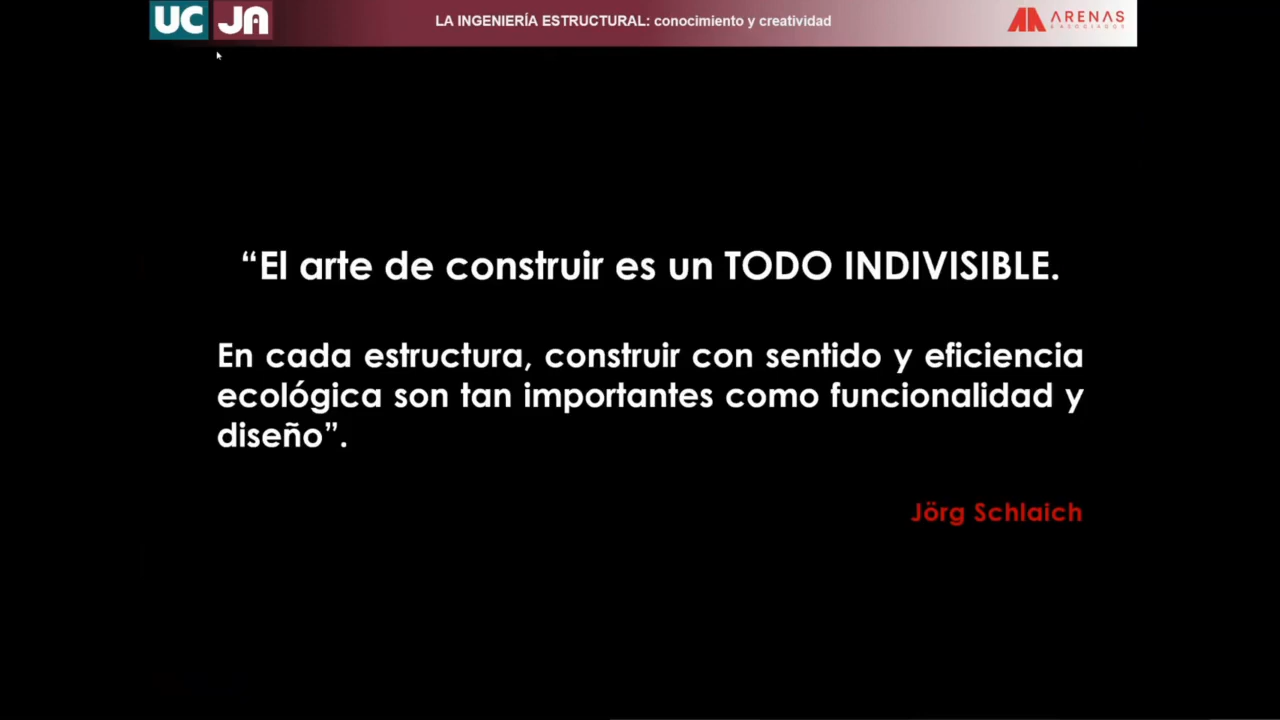 UC JA
LA INGENIERÍA ESTRUCTURAL: conocimiento y creatividad
ARENAS
& ASOCIADOS
“El arte de construir es un TODO INDIVISIBLE.
En cada estructura, construir con sentido y eficiencia
ecológica son tan importantes como funcionalidad y
diseño”.
Jörg Schlaich